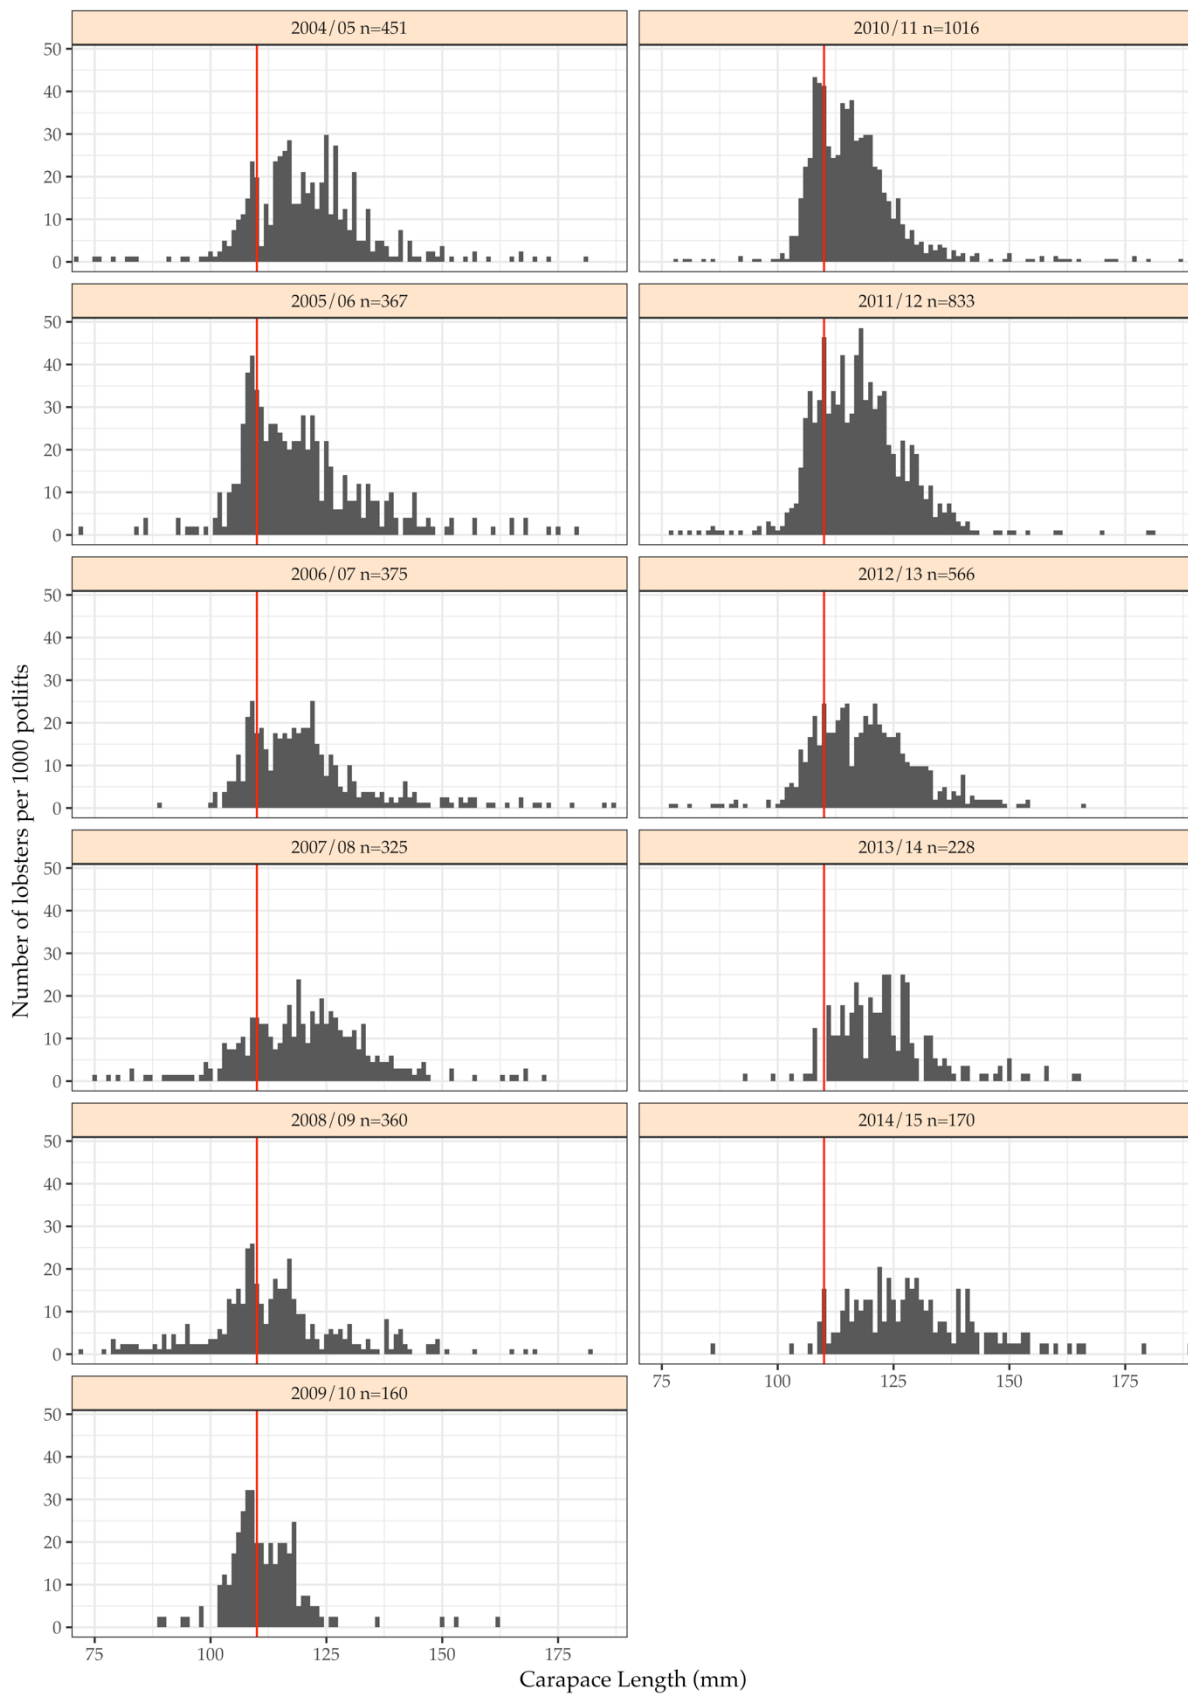 2004/05 n=451
2010/11 n=1016
50
40
30
20
10
0
2005/06 n=367
2011/12 n=833
50
40
30
20
10
0
2006/07 n=375
2012/13 n=566
50
40
30
20
10
0
Number of lobsters per 1000 potlifts
2007/08 n=325
2013/14 n=228
50
40
30
20
10
0
2008/09 n=360
2014/15 n=170
50
40
30
20
10
0
75 100 125 150 175
2009/10 n=160
50
40
30
20
10
0
75 100 125 150 175
Carapace Length (mm)